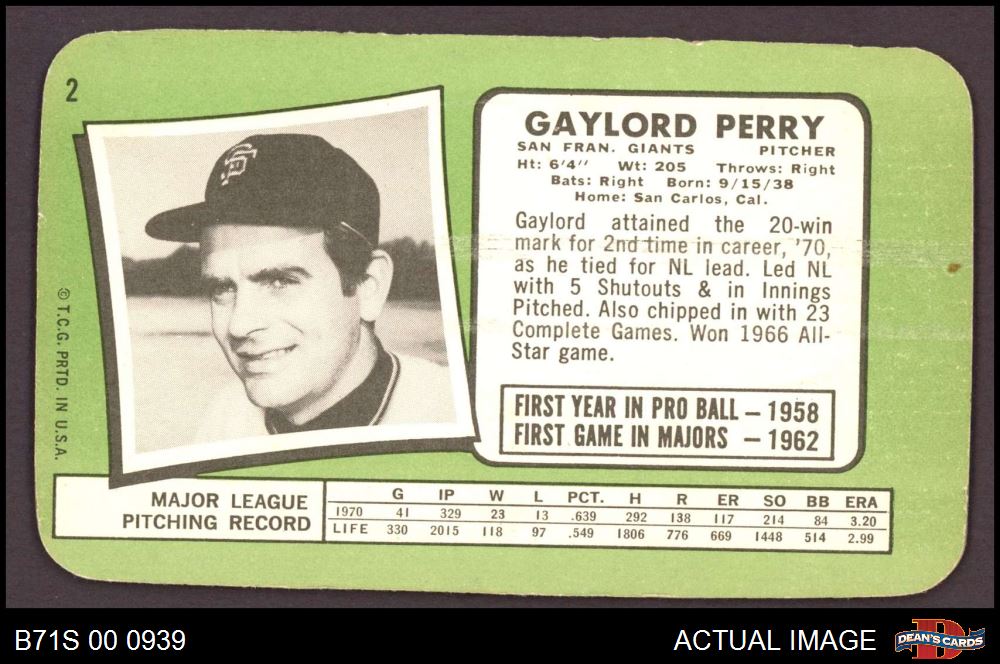 2
GAYLORD PERRY
SAN FRAN. GIANTS PITCHER
Ht: 6'4" Wt: 205 Throws: Right
Bats: Right Born: 9/15/38
Home: San Carlos, Cal.
Gaylord attained the 20-win
mark for 2nd time in career, '70,
as he tied for NL lead. Led NL
with 5 Shutouts & in Innings
Pitched. Also chipped in with 23
Complete Games. Won 1966 All-
Star game.
FIRST YEAR IN PRO BALL – 1958
FIRST GAME IN MAJORS – 1962
© T.C.G. PRTD. IN U.S.A.
SF
MAJOR LEAGUE
PITCHING RECORD
G IP W L PCT. H R ER SO BB ERA
1970 41 329 23 13 .639 292 138 117 214 84 3.20
LIFE 330 2015 118 97 .549 1806 776 669 1448 514 2.99
B71S 00 0939
ACTUAL IMAGE
D
DEAN'S CARDS